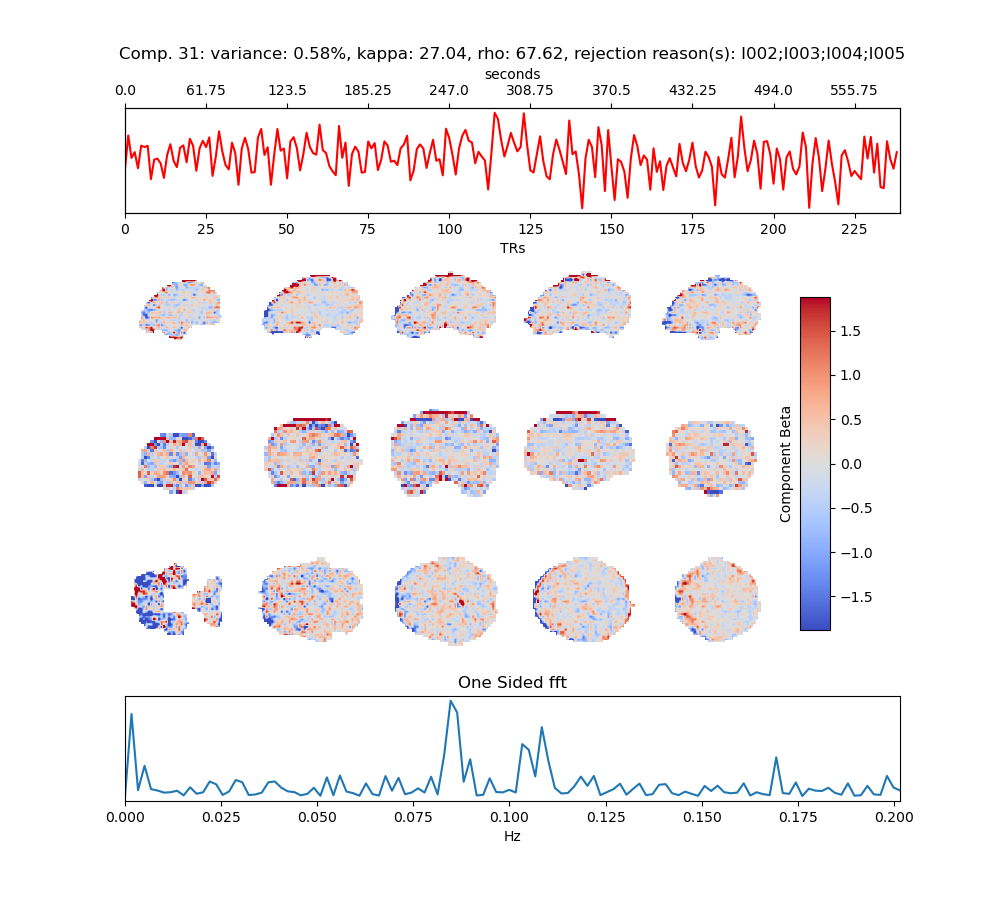 Comp. 31: variance: 0.58%, kappa: 27.04, rho: 67.62, rejection reason(s): I002;I003;I004;I005
seconds
0.0 61.75 123.5 185.25 247.0 308.75 370.5 432.25 494.0 555.75
0 25 50 75 100 125 150 175 200 225
TRs
1.5
1.0
0.5
0.0
−0.5
−1.0
−1.5
Component Beta
One Sided fft
0.000 0.025 0.050 0.075 0.100 0.125 0.150 0.175 0.200
Hz